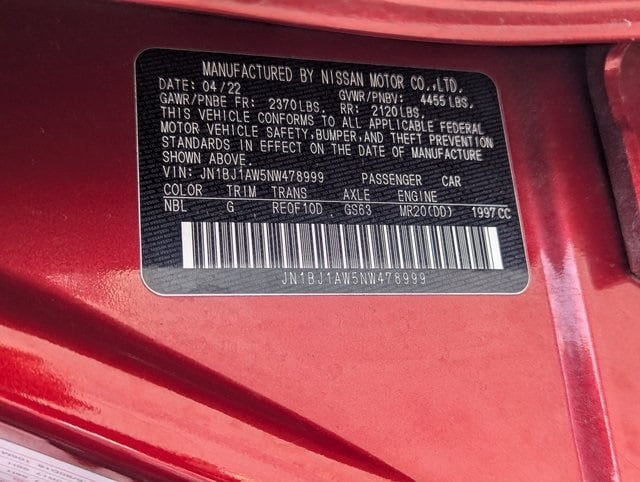 MANUFACTURED BY NISSAN MOTOR CO.,LTD.
DATE: 04/22 GVWR/PNBV: 4455 LBS.
GAWR/PNBE FR: 2370 LBS. RR: 2120 LBS.
THIS VEHICLE CONFORMS TO ALL APPLICABLE FEDERAL
MOTOR VEHICLE SAFETY, BUMPER, AND THEFT PREVENTION
STANDARDS IN EFFECT ON THE DATE OF MANUFACTURE
SHOWN ABOVE.
VIN: JN1BJ1AW5NW478999 PASSENGER CAR
COLOR TRIM TRANS AXLE ENGINE
NBL G RE0F10D GS63 MR20(DD) 1997CC
JN1BJ1AW5NW478999